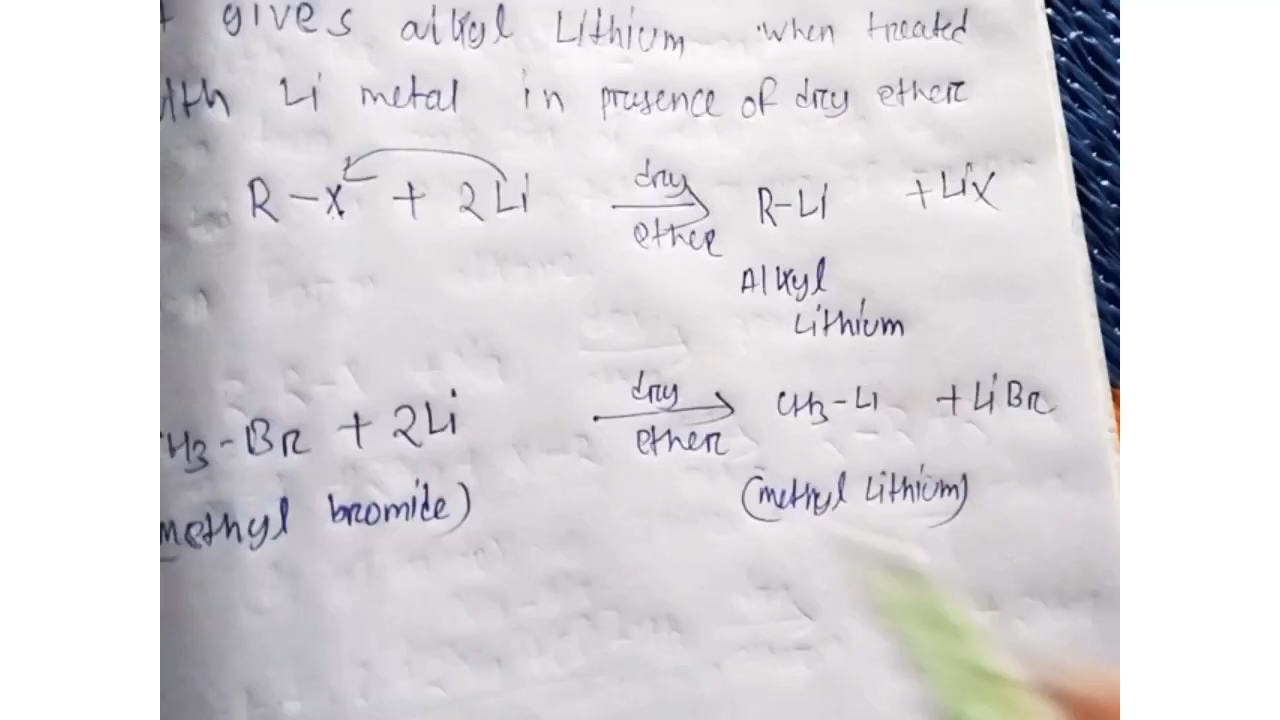 gives alkyl Lithium when treated
Li metal in presence of dry ether
R-X + 2Li dry ether R-Li + LiX
Alkyl
Lithium
CH3-Br + 2Li dry ether CH3-Li + LiBr
methyl bromide) (methyl Lithium)